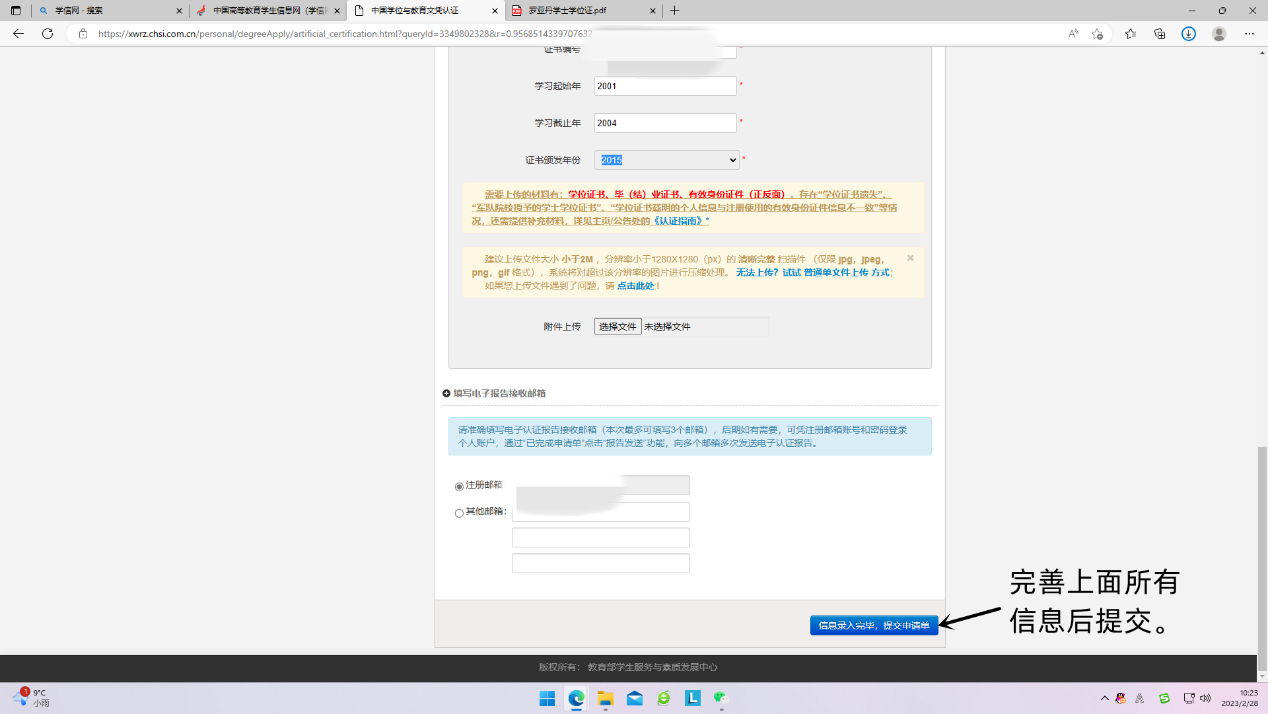 学信网 - 搜索
中国高等教育学生信息网（学信
中国学位与教育文凭认证
罗亚丹学士学位证.pdf
https://xwrz.chsi.com.cn/personal/degreeApply/artificial_certification.html?queryId=3349802328&r=0.9568514339707632
证书编号
学习起始年 2001 *
学习截止年 2004 *
证书颁发年份 2015 *
需要上传的材料有：学位证书、毕（结）业证书、有效身份证件（正反面）。存在“学位证书遗失”、
“军队院校授予的学士学位证书”、“学位证书载明的个人信息与注册使用的有效身份证件信息不一致”等情
况，还需提供补充材料，详见主页/公告处的《认证指南》*
建议上传文件大小 小于2M ，分辨率小于1280X1280（px）的 清晰完整 扫描件 （仅限 jpg，jpeg，
png，gif 格式），系统将对超过该分辨率的图片进行压缩处理。 无法上传？试试 普通单文件上传 方式；
如果您上传文件遇到了问题，请 点击此处！
附件上传 选择文件 未选择文件
填写电子报告接收邮箱
请准确填写电子认证报告接收邮箱（本次最多可填写3个邮箱），后期如有需要，可凭注册邮箱账号和密码登录
个人账户，通过“已完成申请单”点击“报告发送”功能，向多个邮箱多次发送电子认证报告。
注册邮箱
其他邮箱：
完善上面所有
信息后提交。
信息录入完毕，提交申请单
版权所有： 教育部学生服务与素质发展中心
1
9°C
小雨
10:23
2023/2/28